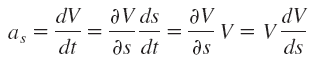 a_s = dV/dt = ∂V/∂s ds/dt = ∂V/∂s V = V dV/ds